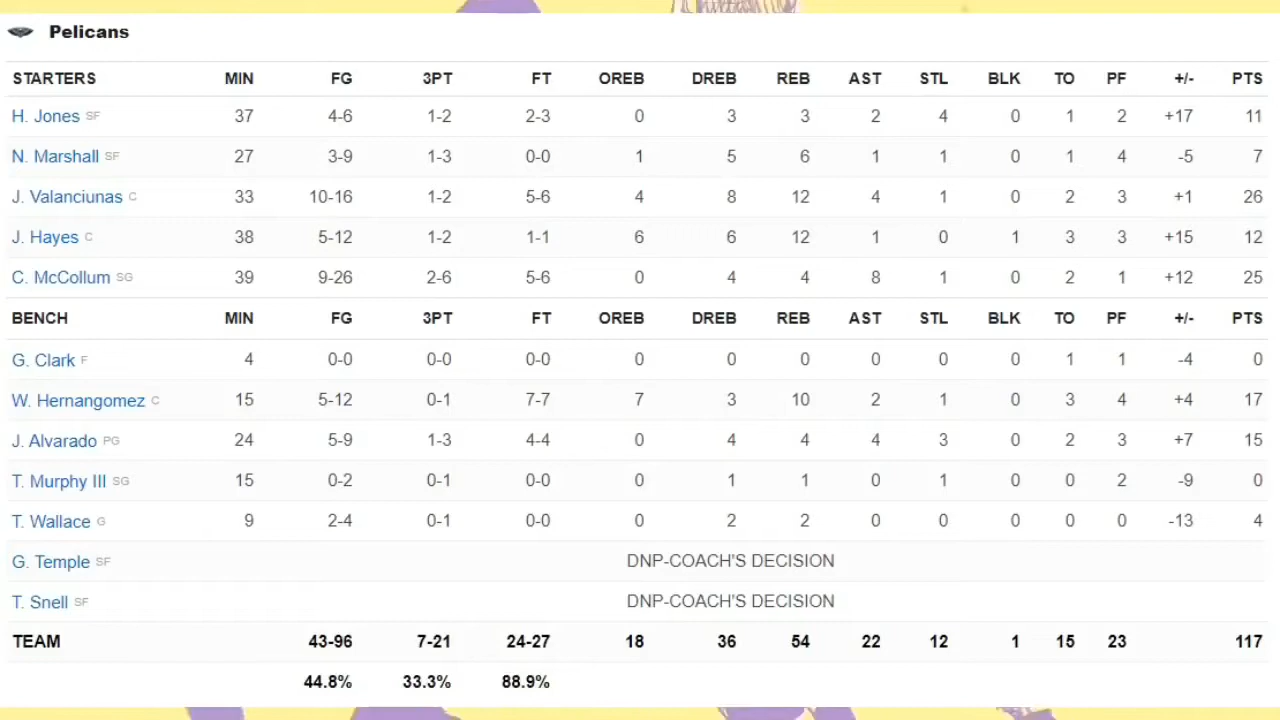 Pelicans
STARTERS MIN FG 3PT FT OREB DREB REB AST STL BLK TO PF +/- PTS
H. Jones SF 37 4-6 1-2 2-3 0 3 3 2 4 0 1 2 +17 11
N. Marshall SF 27 3-9 1-3 0-0 1 5 6 1 1 0 1 4 -5 7
J. Valanciunas C 33 10-16 1-2 5-6 4 8 12 4 1 0 2 3 +1 26
J. Hayes C 38 5-12 1-2 1-1 6 6 12 1 0 1 3 3 +15 12
C. McCollum SG 39 9-26 2-6 5-6 0 4 4 8 1 0 2 1 +12 25
BENCH MIN FG 3PT FT OREB DREB REB AST STL BLK TO PF +/- PTS
G. Clark F 4 0-0 0-0 0-0 0 0 0 0 0 0 1 1 -4 0
W. Hernangomez C 15 5-12 0-1 7-7 7 3 10 2 1 0 3 4 +4 17
J. Alvarado PG 24 5-9 1-3 4-4 0 4 4 4 3 0 2 3 +7 15
T. Murphy III SG 15 0-2 0-1 0-0 0 1 1 0 1 0 0 2 -9 0
T. Wallace G 9 2-4 0-1 0-0 0 2 2 0 0 0 0 0 -13 4
G. Temple SF DNP-COACH'S DECISION
T. Snell SF DNP-COACH'S DECISION
TEAM 43-96 7-21 24-27 18 36 54 22 12 1 15 23 117
44.8% 33.3% 88.9%